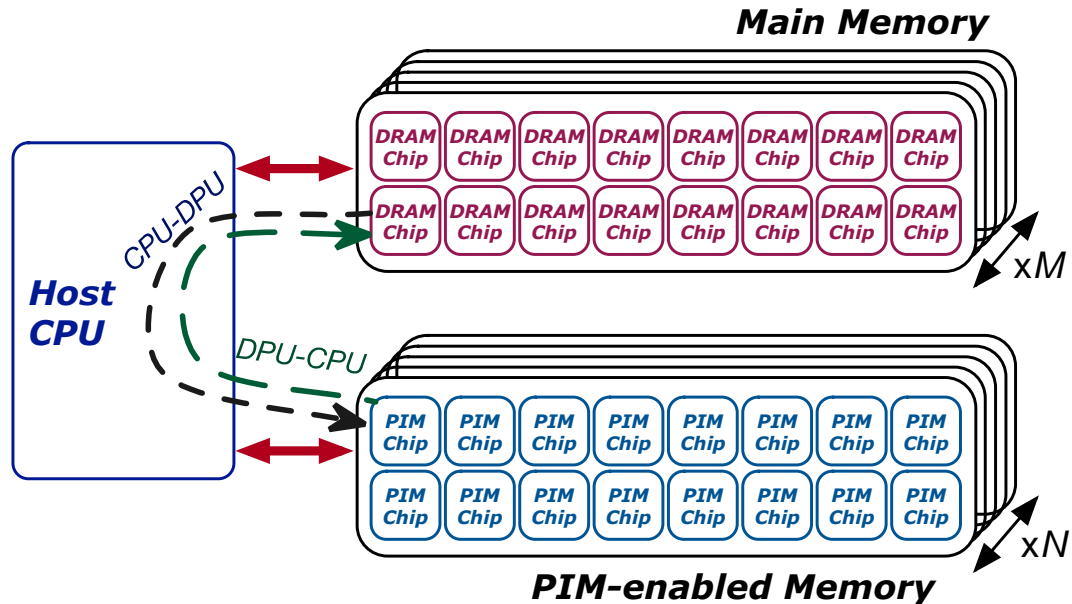 Main Memory
DRAM DRAM DRAM DRAM DRAM DRAM DRAM DRAM
Chip Chip Chip Chip Chip Chip Chip Chip
DRAM DRAM DRAM DRAM DRAM DRAM DRAM DRAM
Chip Chip Chip Chip Chip Chip Chip Chip
xM
CPU-DPU
Host
CPU
DPU-CPU
PIM PIM PIM PIM PIM PIM PIM PIM
Chip Chip Chip Chip Chip Chip Chip Chip
PIM PIM PIM PIM PIM PIM PIM PIM
Chip Chip Chip Chip Chip Chip Chip Chip
xN
PIM-enabled Memory